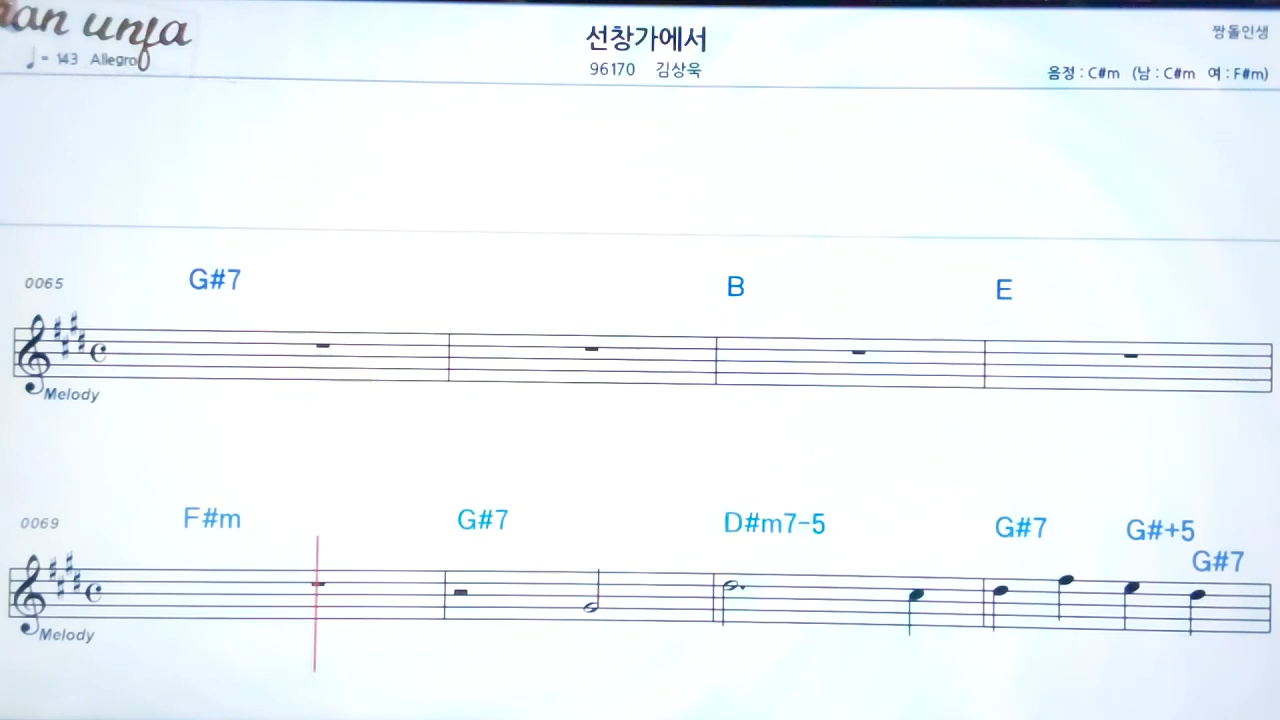 unja
♩= 143 Allegro
선창가에서
96170 김상욱
짱돌인생
음정 : C#m (남 : C#m 여 : F#m)
0065
G#7 B E
Melody
0069
F#m G#7 D#m7-5 G#7 G#+5
G#7
Melody